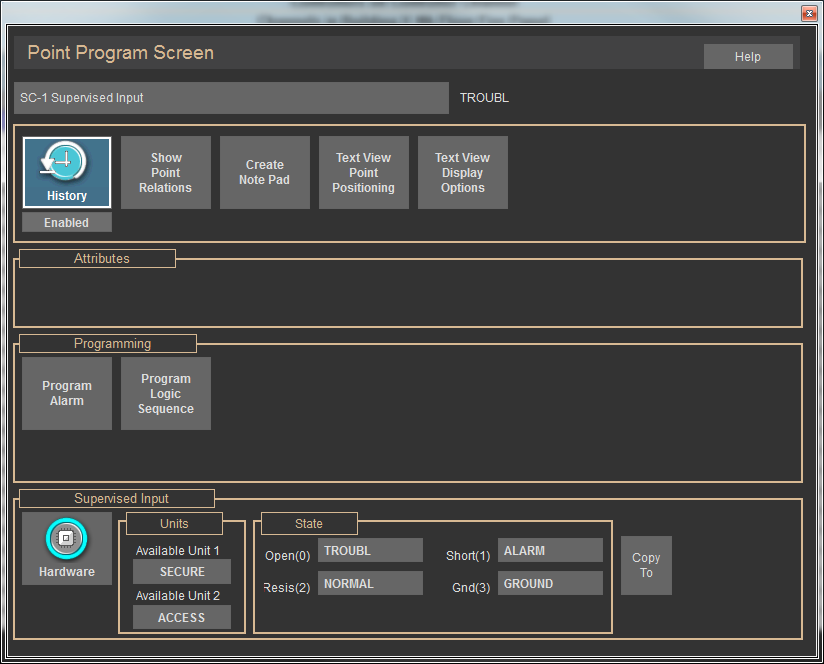 Point Program Screen
Help
SC-1 Supervised Input
TROUBL
History
Enabled
Show
Point
Relations
Create
Note Pad
Text View
Point
Positioning
Text View
Display
Options
Attributes
Programming
Program
Alarm
Program
Logic
Sequence
Supervised Input
Hardware
Units
Available Unit 1
SECURE
Available Unit 2
ACCESS
State
Open(0) TROUBL
Short(1) ALARM
Resis(2) NORMAL
Gnd(3) GROUND
Copy
To